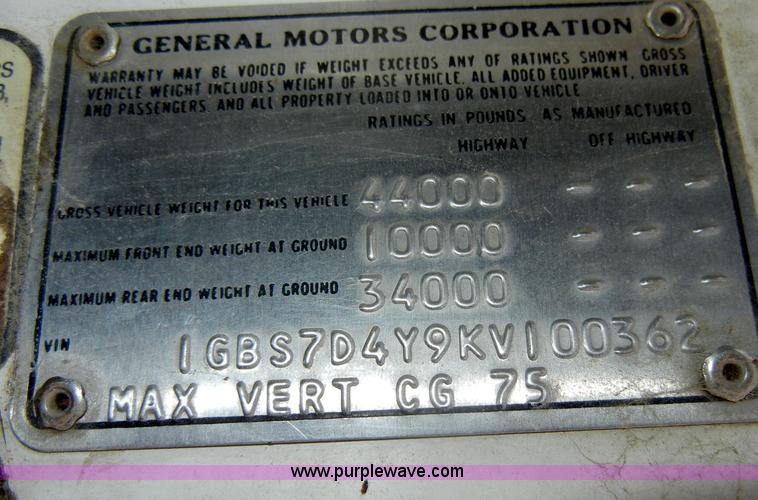 GENERAL MOTORS CORPORATION
WARRANTY MAY BE VOIDED IF WEIGHT EXCEEDS ANY OF RATINGS SHOWN GROSS
VEHICLE WEIGHT INCLUDES WEIGHT OF BASE VEHICLE, ALL ADDED EQUIPMENT, DRIVER
AND PASSENGERS, AND ALL PROPERTY LOADED INTO OR ONTO VEHICLE
RATINGS IN POUNDS AS MANUFACTURED
HIGHWAY OFF HIGHWAY
GROSS VEHICLE WEIGHT FOR THIS VEHICLE 44000 - - -
MAXIMUM FRONT END WEIGHT AT GROUND 10000 - - -
MAXIMUM REAR END WEIGHT AT GROUND 34000 - - -
VIN 1GBS7D4Y9KV100362
MAX VERT CG 75
www.purplewave.com